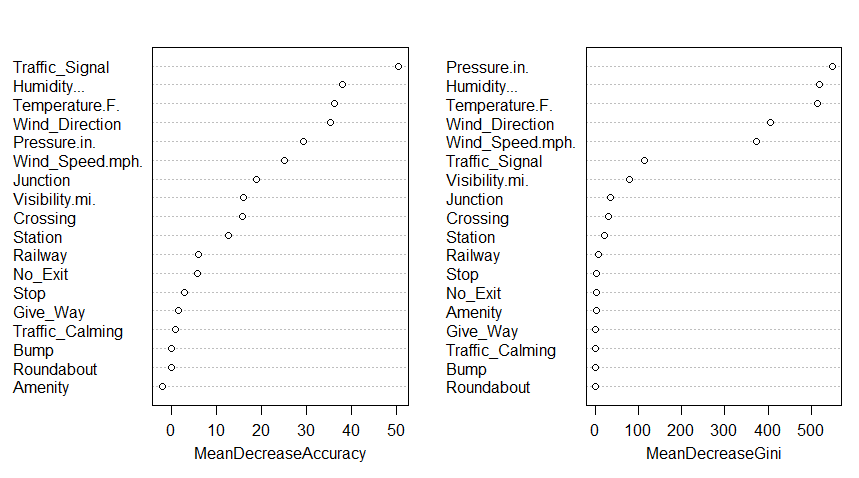 Traffic_Signal
Humidity...
Temperature.F.
Wind_Direction
Pressure.in.
Wind_Speed.mph.
Junction
Visibility.mi.
Crossing
Station
Railway
No_Exit
Stop
Give_Way
Traffic_Calming
Bump
Roundabout
Amenity
0 10 20 30 40 50
MeanDecreaseAccuracy
Pressure.in.
Humidity...
Temperature.F.
Wind_Direction
Wind_Speed.mph.
Traffic_Signal
Visibility.mi.
Junction
Crossing
Station
Railway
Stop
No_Exit
Amenity
Give_Way
Traffic_Calming
Bump
Roundabout
0 100 200 300 400 500
MeanDecreaseGini